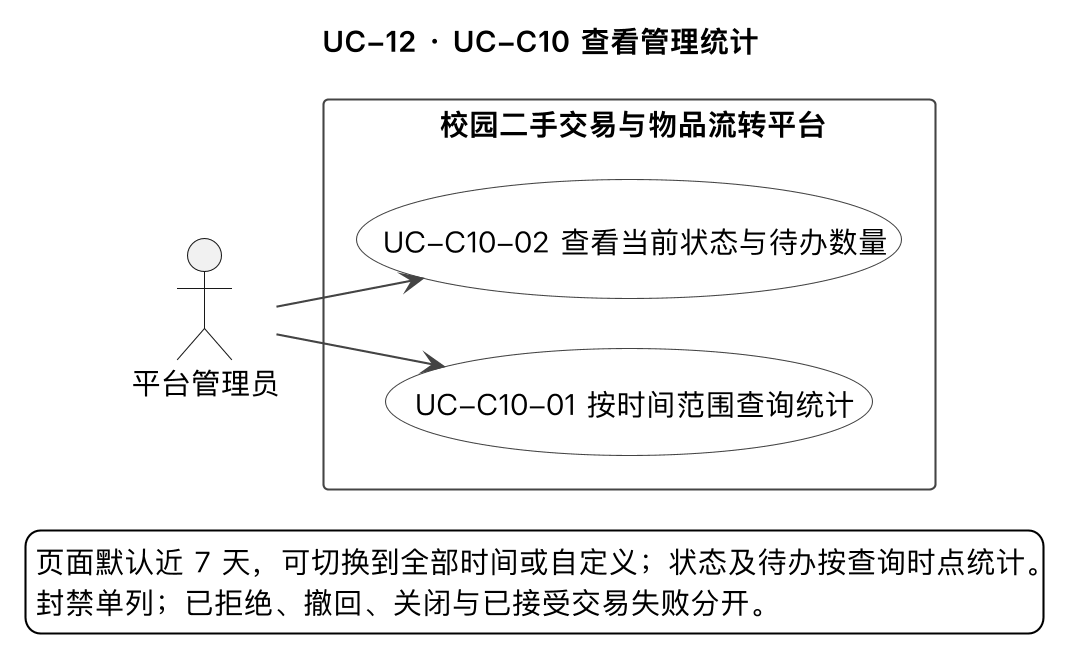 UC-12 · UC-C10 查看管理统计
校园二手交易与物品流转平台
UC-C10-02 查看当前状态与待办数量
平台管理员
UC-C10-01 按时间范围查询统计
页面默认近 7 天，可切换到全部时间或自定义；状态及待办按查询时点统计。
封禁单列；已拒绝、撤回、关闭与已接受交易失败分开。